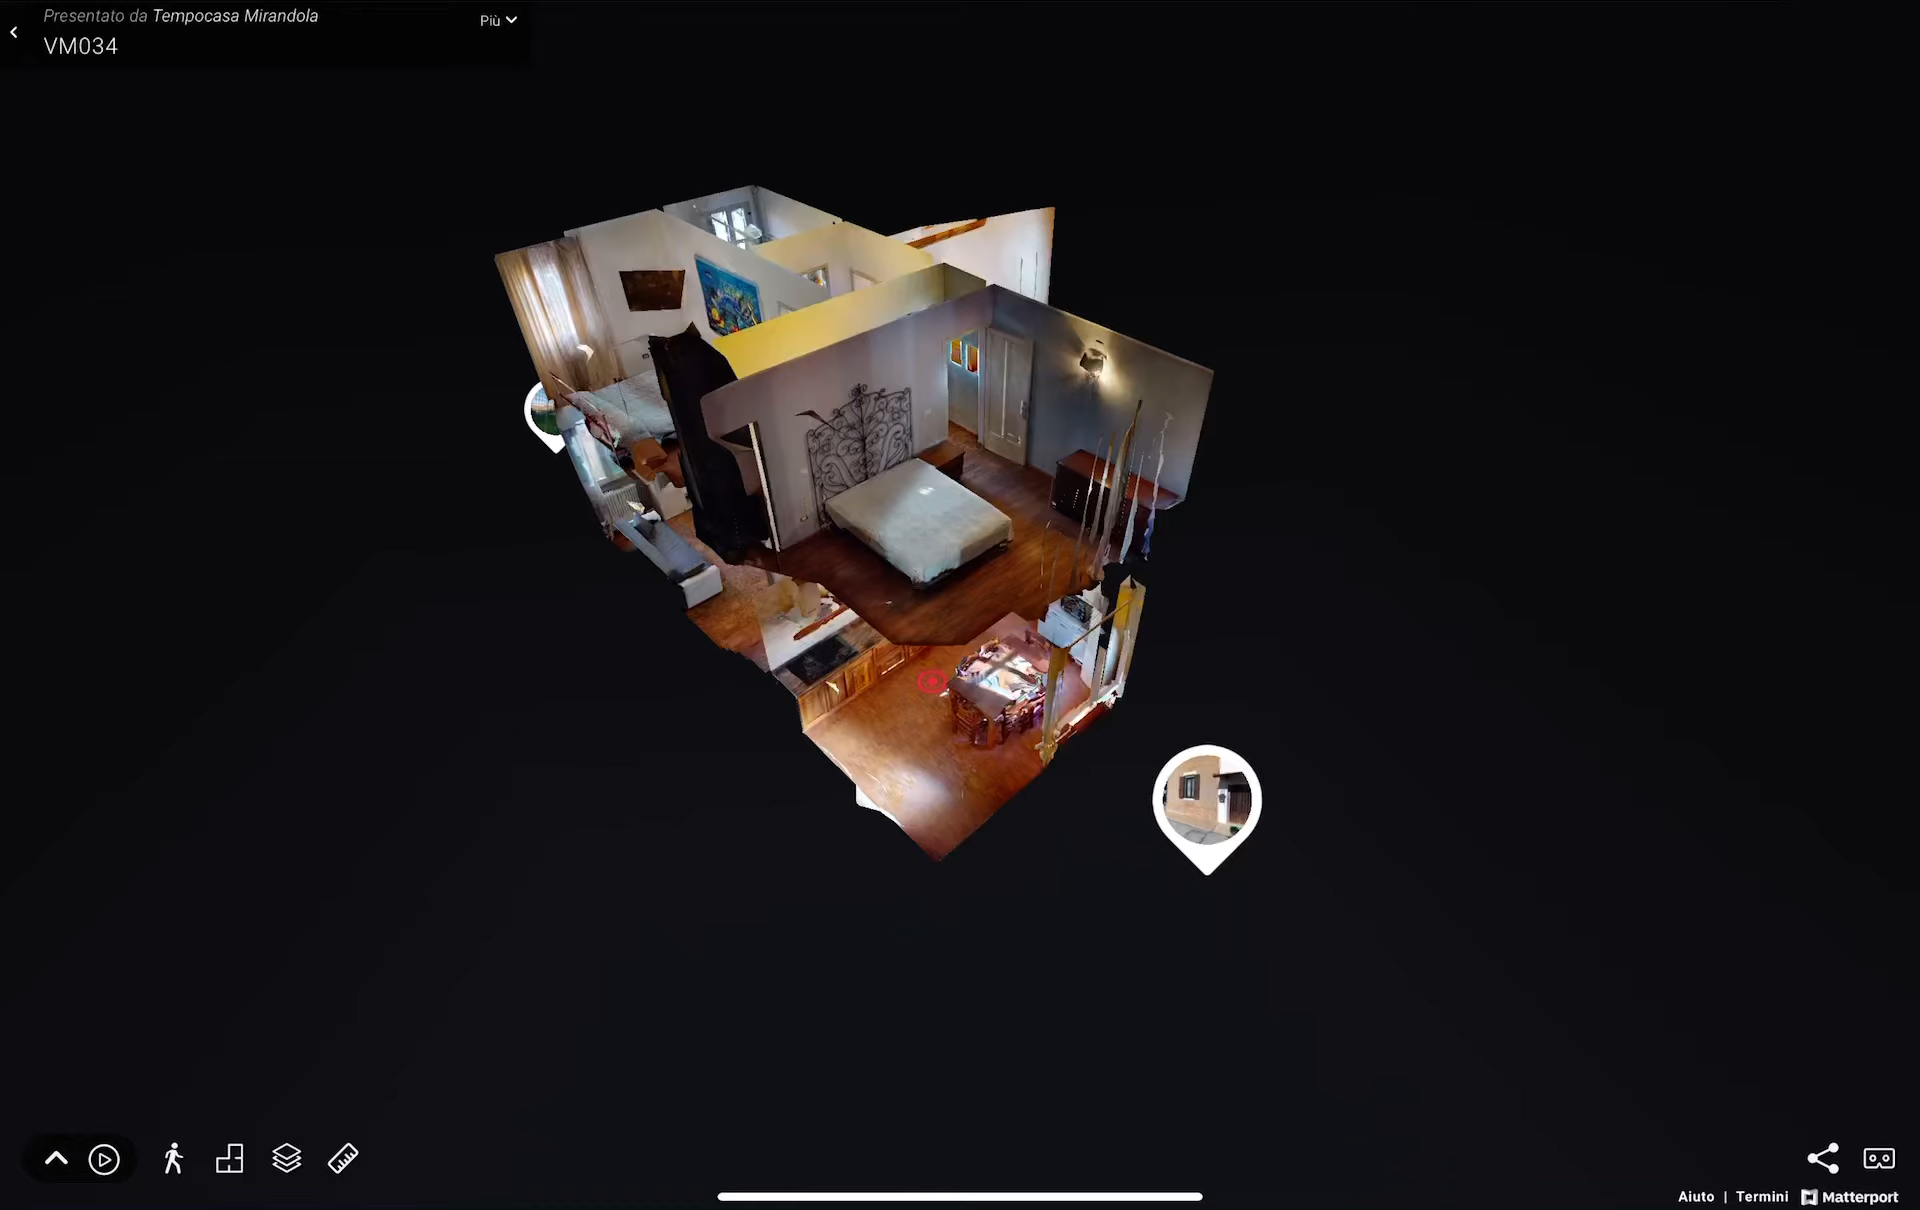 Presentato da Tempocasa Mirandola
VM034
Più
Aiuto | Termini Matterport